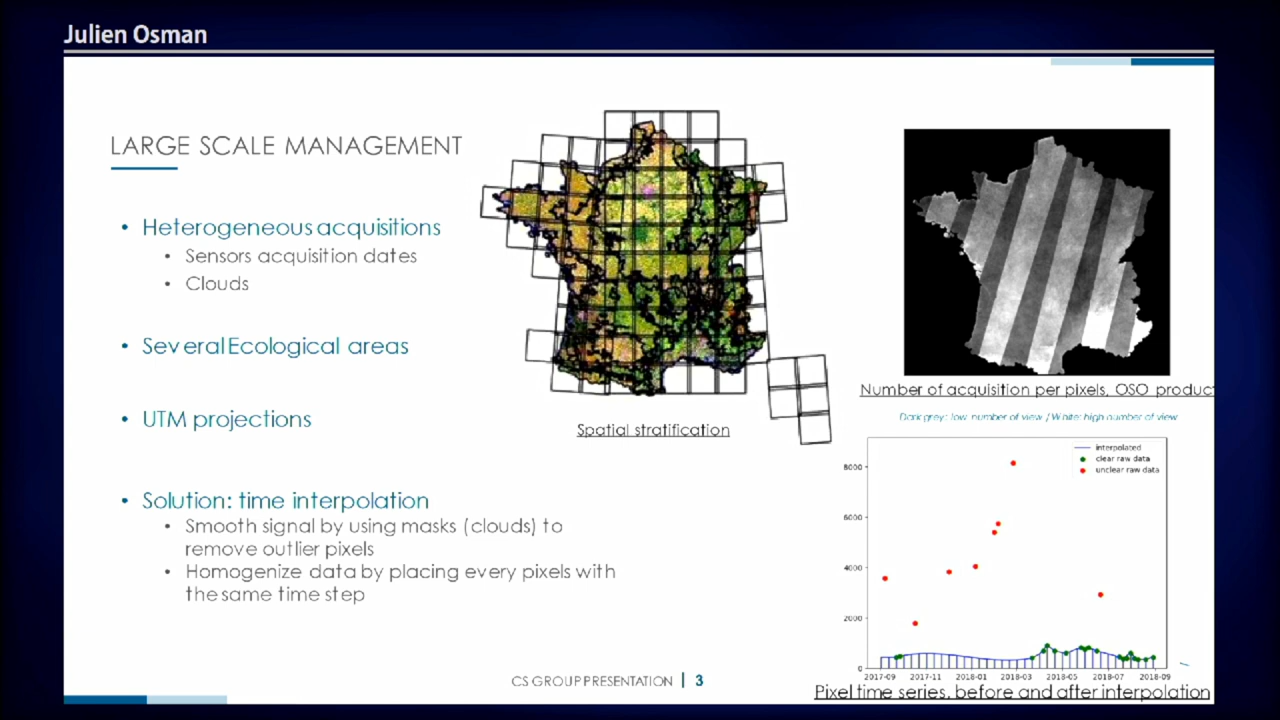 Julien Osman
LARGE SCALE MANAGEMENT
• Heterogeneous acquisitions
• Sensors acquisition dates
• Clouds
• Several Ecological areas
• UTM projections
• Solution: time interpolation
• Smooth signal by using masks (clouds) to
remove outlier pixels
• Homogenize data by placing every pixels with
the same time step
Spatial stratification
Number of acquisition per pixels, OSO product
Dark grey: low number of view / White: high number of view
interpolated
clear raw data
unclear raw data
8000
6000
4000
2000
0
2017-09 2017-11 2018-01 2018-03 2018-05 2018-07 2018-09
Pixel time series, before and after interpolation
CS GROUP PRESENTATION | 3